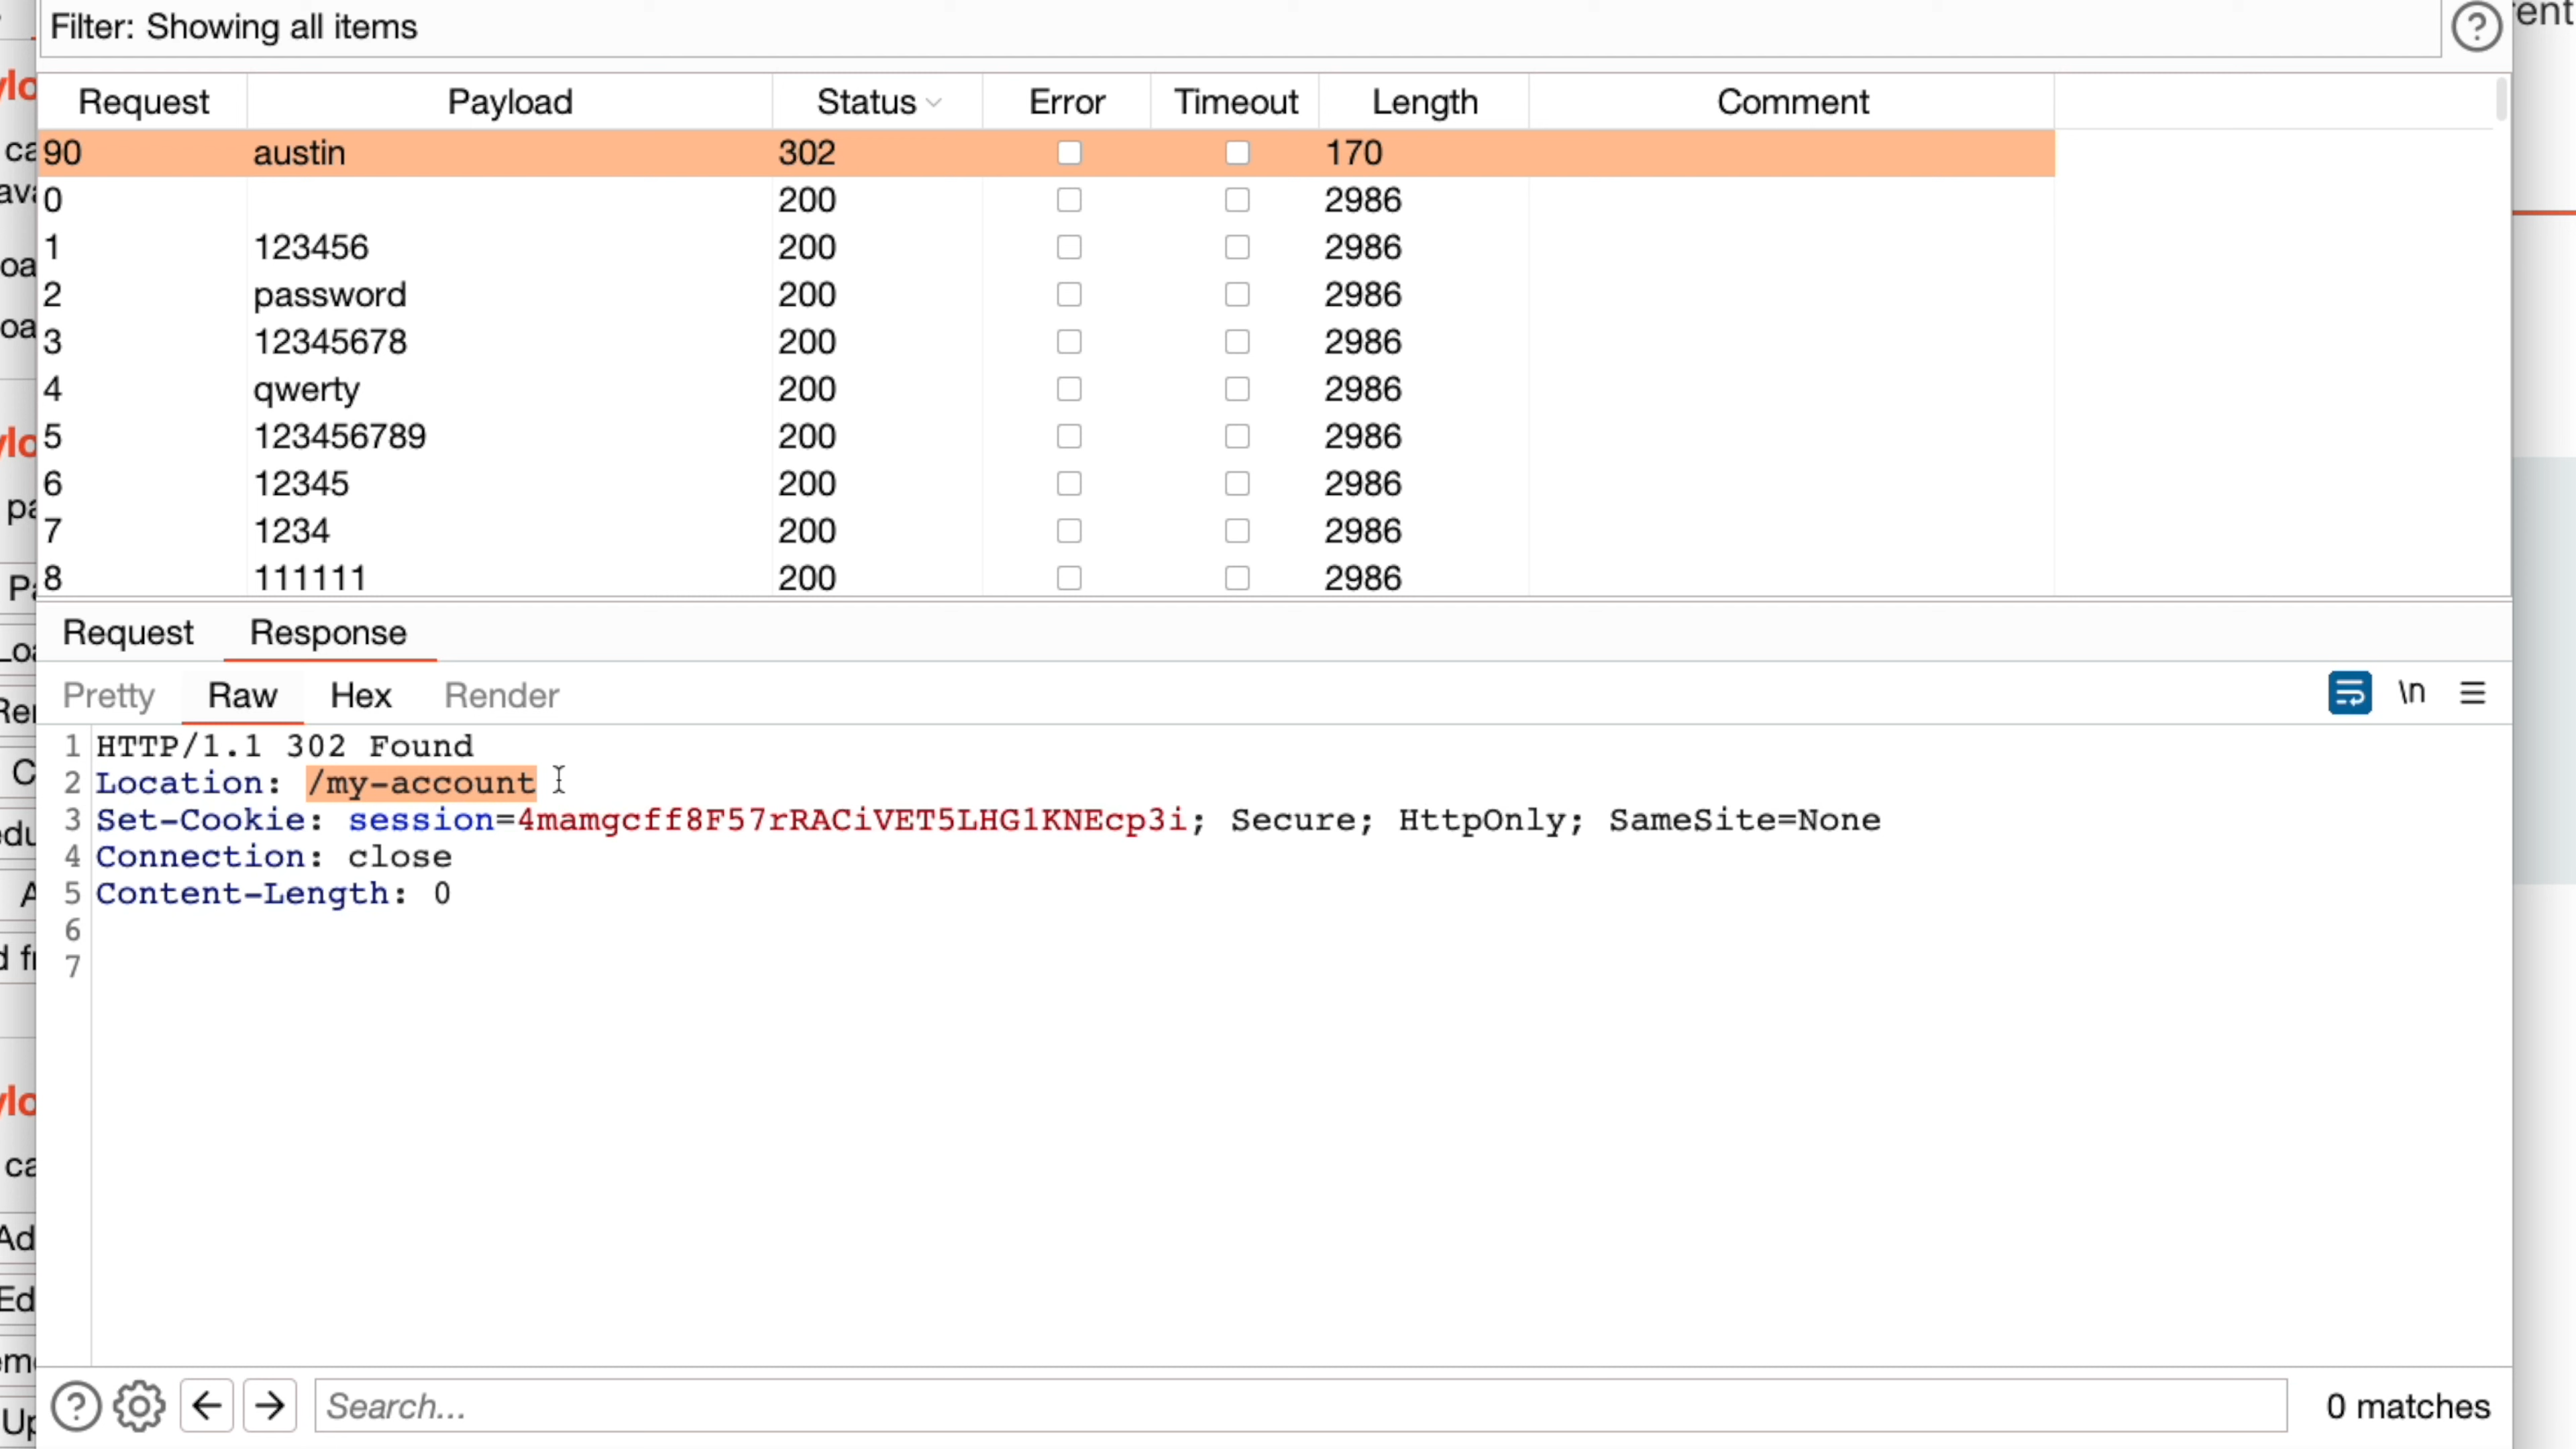 Filter: Showing all items
Request Payload Status Error Timeout Length Comment
90 austin 302 170
0 200 2986
1 123456 200 2986
2 password 200 2986
3 12345678 200 2986
4 qwerty 200 2986
5 123456789 200 2986
6 12345 200 2986
7 1234 200 2986
8 111111 200 2986
Request Response
Pretty Raw Hex Render \n
1 HTTP/1.1 302 Found
2 Location: /my-account
3 Set-Cookie: session=4mamgcff8F57rRACiVET5LHG1KNEcp3i; Secure; HttpOnly; SameSite=None
4 Connection: close
5 Content-Length: 0
6
7
Search...
0 matches